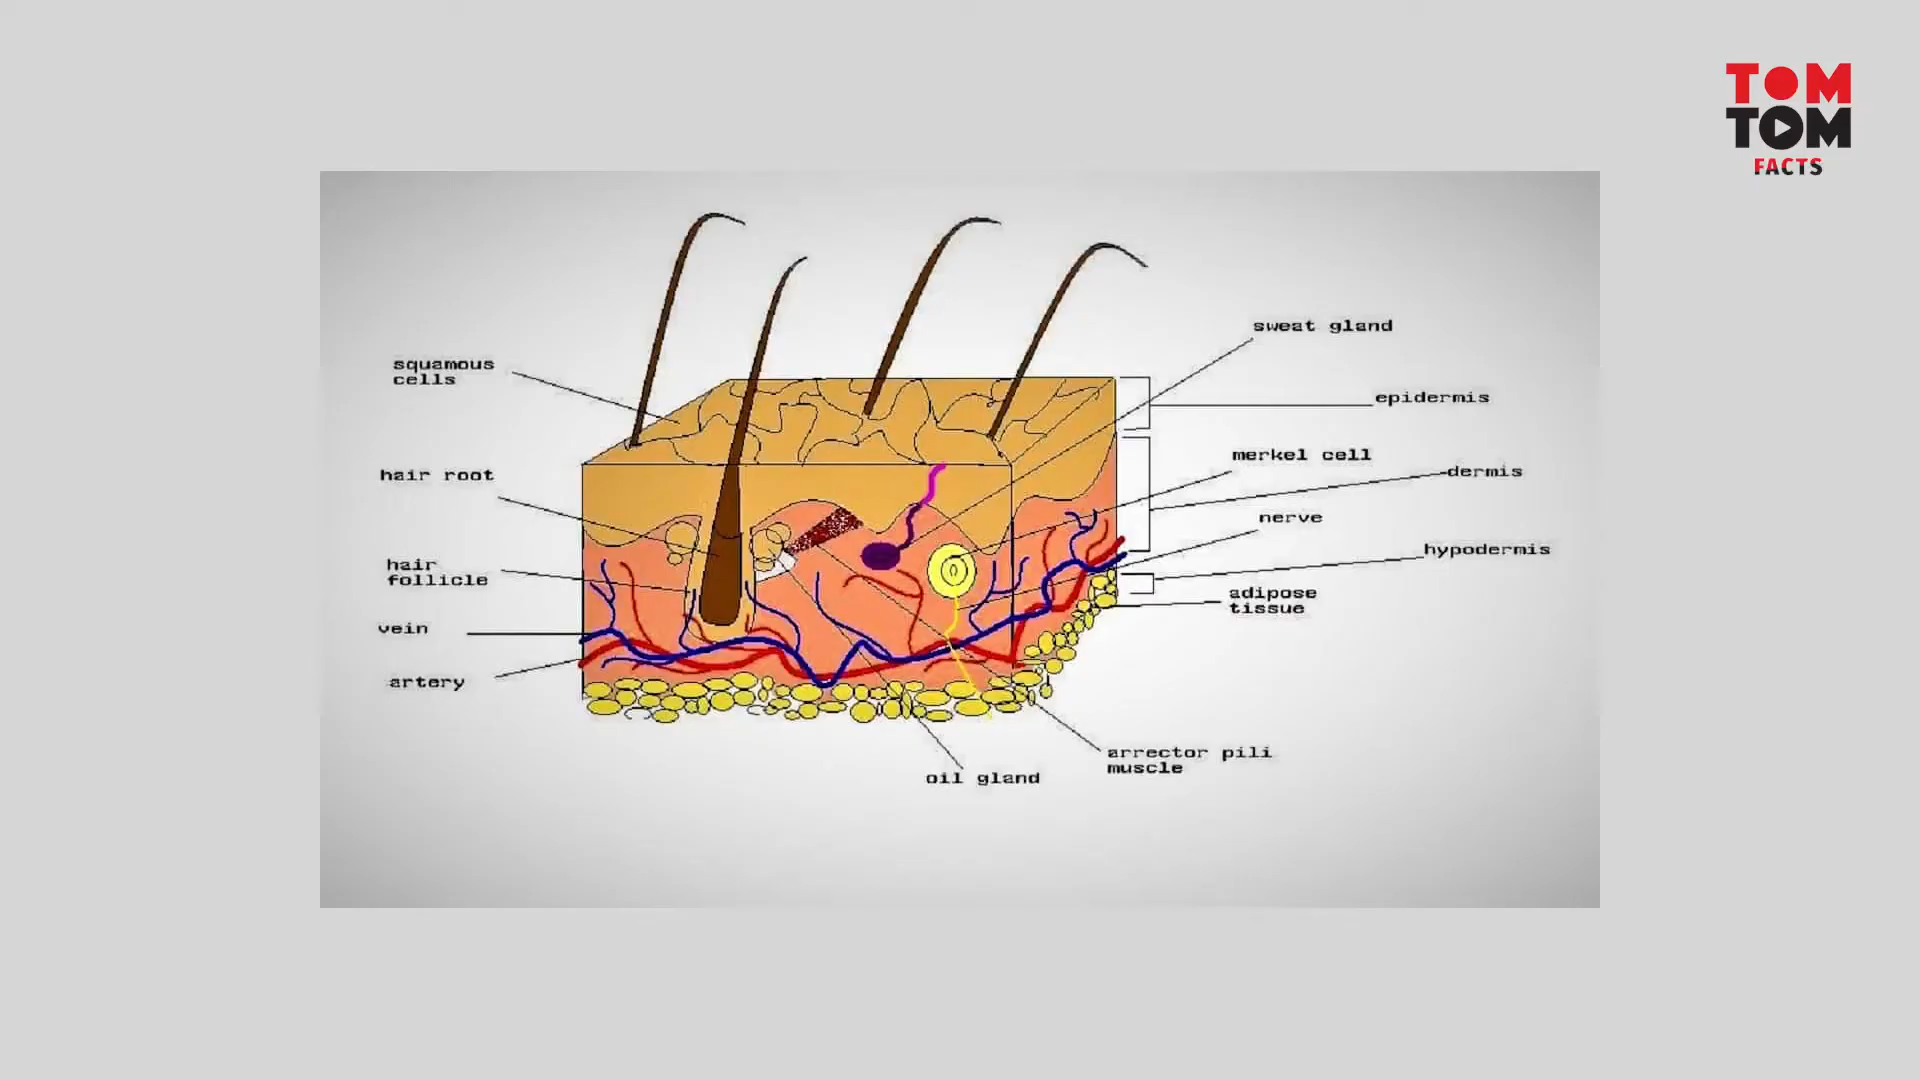 TOM
TOM
FACTS
sweat gland
squamous
cells
epidermis
merkel cell
dermis
hair root
nerve
hypodermis
hair
follicle
adipose
tissue
vein
artery
arrector pili
muscle
oil gland